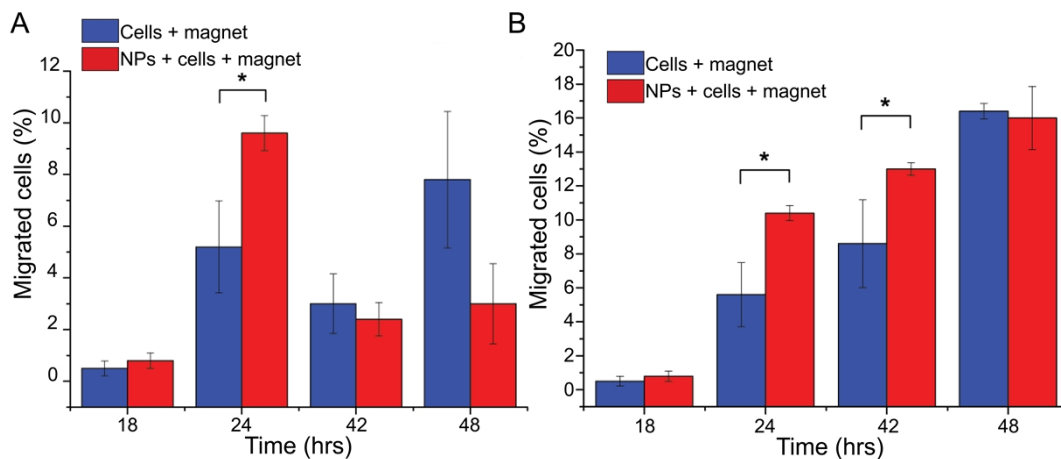 A
Cells + magnet
NPs + cells + magnet
Migrated cells (%)
12
10
8
6
4
2
0
*
18
24
42
48
Time (hrs)
B
Cells + magnet
NPs + cells + magnet
Migrated cells (%)
20
18
16
14
12
10
8
6
4
2
0
*
*
18
24
42
48
Time (hrs)